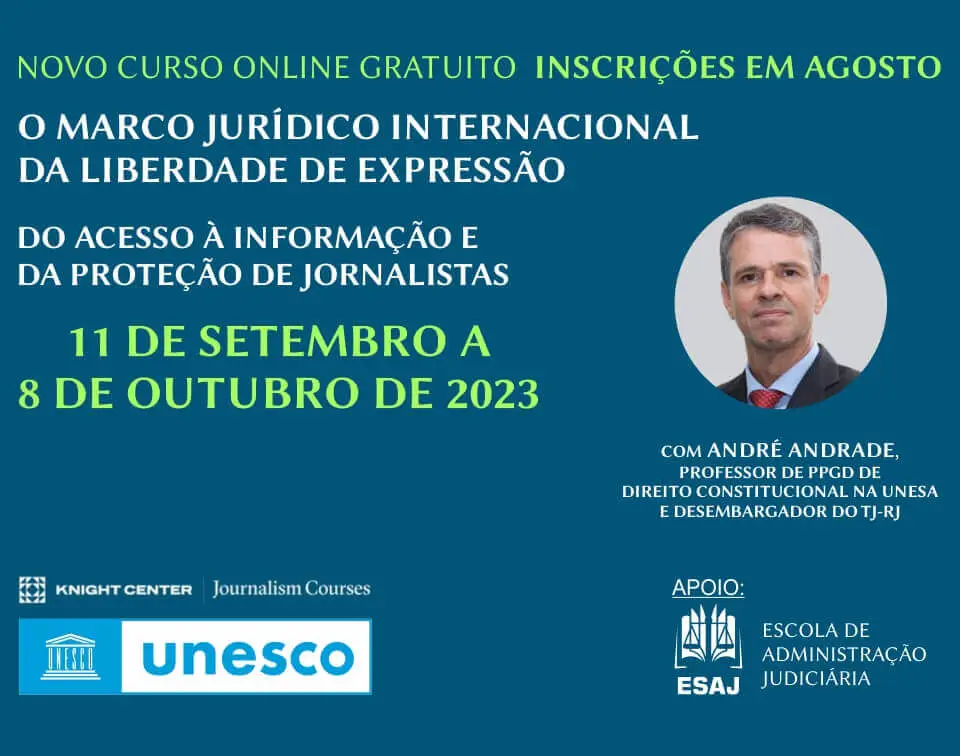 NOVO CURSO ONLINE GRATUITO INSCRIÇÕES EM AGOSTO
O MARCO JURÍDICO INTERNACIONAL
DA LIBERDADE DE EXPRESSÃO
DO ACESSO À INFORMAÇÃO E
DA PROTEÇÃO DE JORNALISTAS
11 DE SETEMBRO A
8 DE OUTUBRO DE 2023
COM ANDRÉ ANDRADE,
PROFESSOR DE PPGD DE
DIREITO CONSTITUCIONAL NA UNESA
E DESEMBARGADOR DO TJ-RJ
KNIGHT CENTER Journalism Courses
UNESCO
unesco
APOIO:
ESAJ
ESCOLA DE
ADMINISTRAÇÃO
JUDICIÁRIA